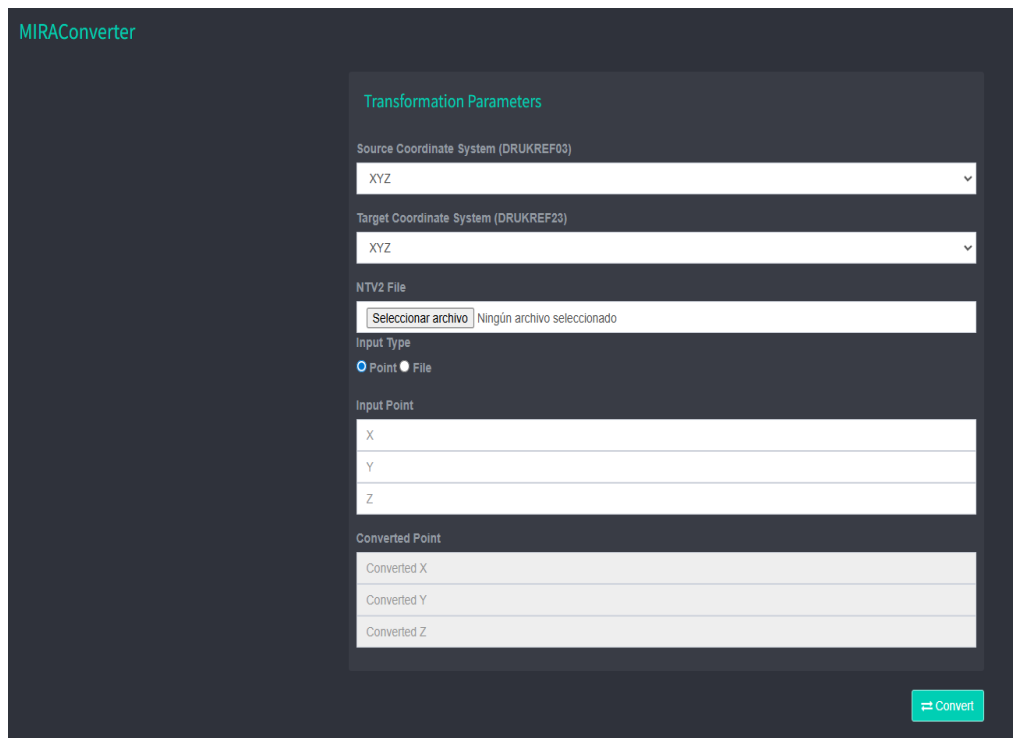 MIRAConverter
Transformation Parameters
Source Coordinate System (DRUKREF03)
XYZ
Target Coordinate System (DRUKREF23)
XYZ
NTV2 File
Seleccionar archivo Ningún archivo seleccionado
Input Type
Point File
Input Point
X
Y
Z
Converted Point
Converted X
Converted Y
Converted Z
⇄ Convert